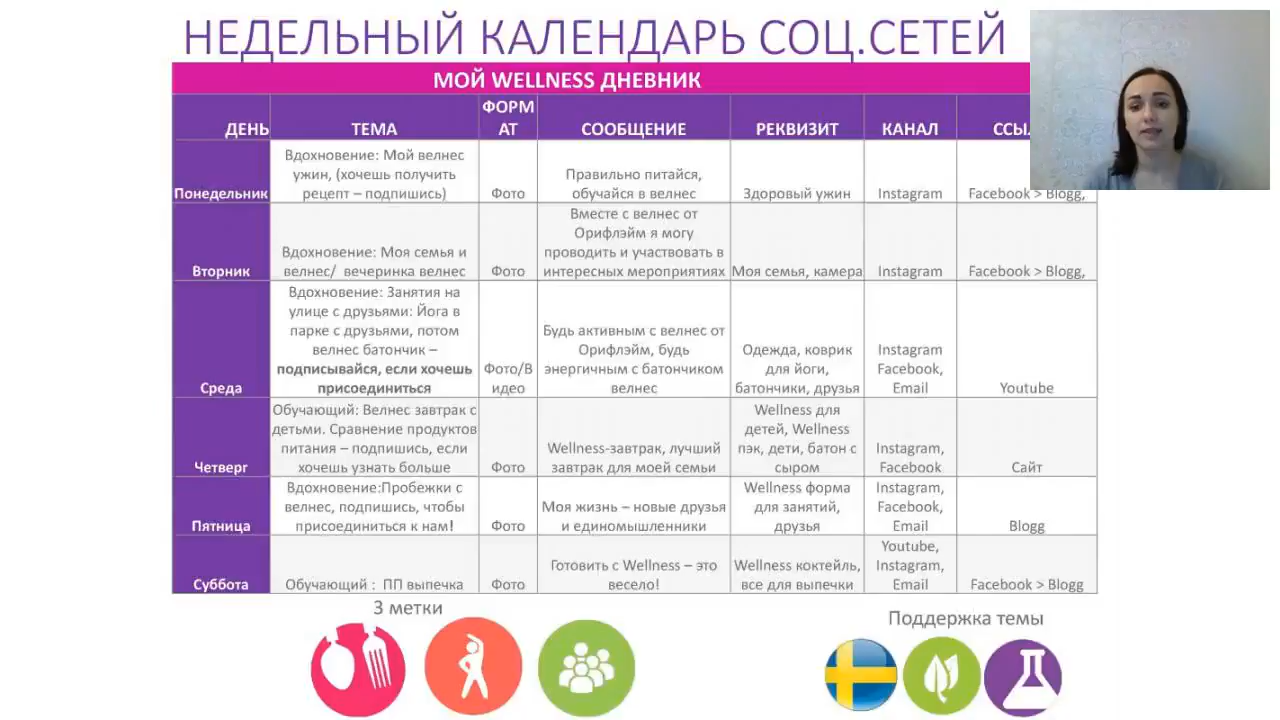 НЕДЕЛЬНЫЙ КАЛЕНДАРЬ СОЦ.СЕТЕЙ
МОЙ WELLNESS ДНЕВНИК
ДЕНЬ
ТЕМА
ФОРМ
АТ
СООБЩЕНИЕ
РЕКВИЗИТ
КАНАЛ
Понедельник
Вдохновение: Мой велнес
ужин, (хочешь получить
рецепт – подпишись)
Фото
Правильно питайся,
обучайся в велнес
Здоровый ужин
Instagram
Facebook > Blogg,
Вторник
Вдохновение: Моя семья и
велнес/ вечеринка велнес
Фото
Вместе с велнес от
Орифлэйм я могу
проводить и участвовать в
интересных мероприятиях
Моя семья, камера
Instagram
Facebook > Blogg,
Среда
Вдохновение: Занятия на
улице с друзьями: Йога в
парке с друзьями, потом
велнес батончик –
подписывайся, если хочешь
присоединиться
Фото/В
идео
Будь активным с велнес от
Орифлэйм, будь
энергичным с батончиком
велнес
Одежда, коврик
для йоги,
батончики, друзья
Instagram
Facebook,
Email
Youtube
Четверг
Обучающий: Велнес завтрак с
детьми. Сравнение продуктов
питания – подпишись, если
хочешь узнать больше
Фото
Wellness-завтрак, лучший
завтрак для моей семьи
Wellness для
детей, Wellness
пэк, дети, батон с
сыром
Instagram,
Facebook
Сайт
Пятница
Вдохновение:Пробежки с
велнес, подпишись, чтобы
присоединиться к нам!
Фото
Моя жизнь – новые друзья
и единомышленники
Wellness форма
для занятий,
друзья
Instagram,
Facebook,
Email
Blogg
Суббота
Обучающий : ПП выпечка
Фото
Готовить с Wellness – это
весело!
Wellness коктейль,
все для выпечки
Youtube,
Instagram,
Email
Facebook > Blogg
3 метки
Поддержка темы